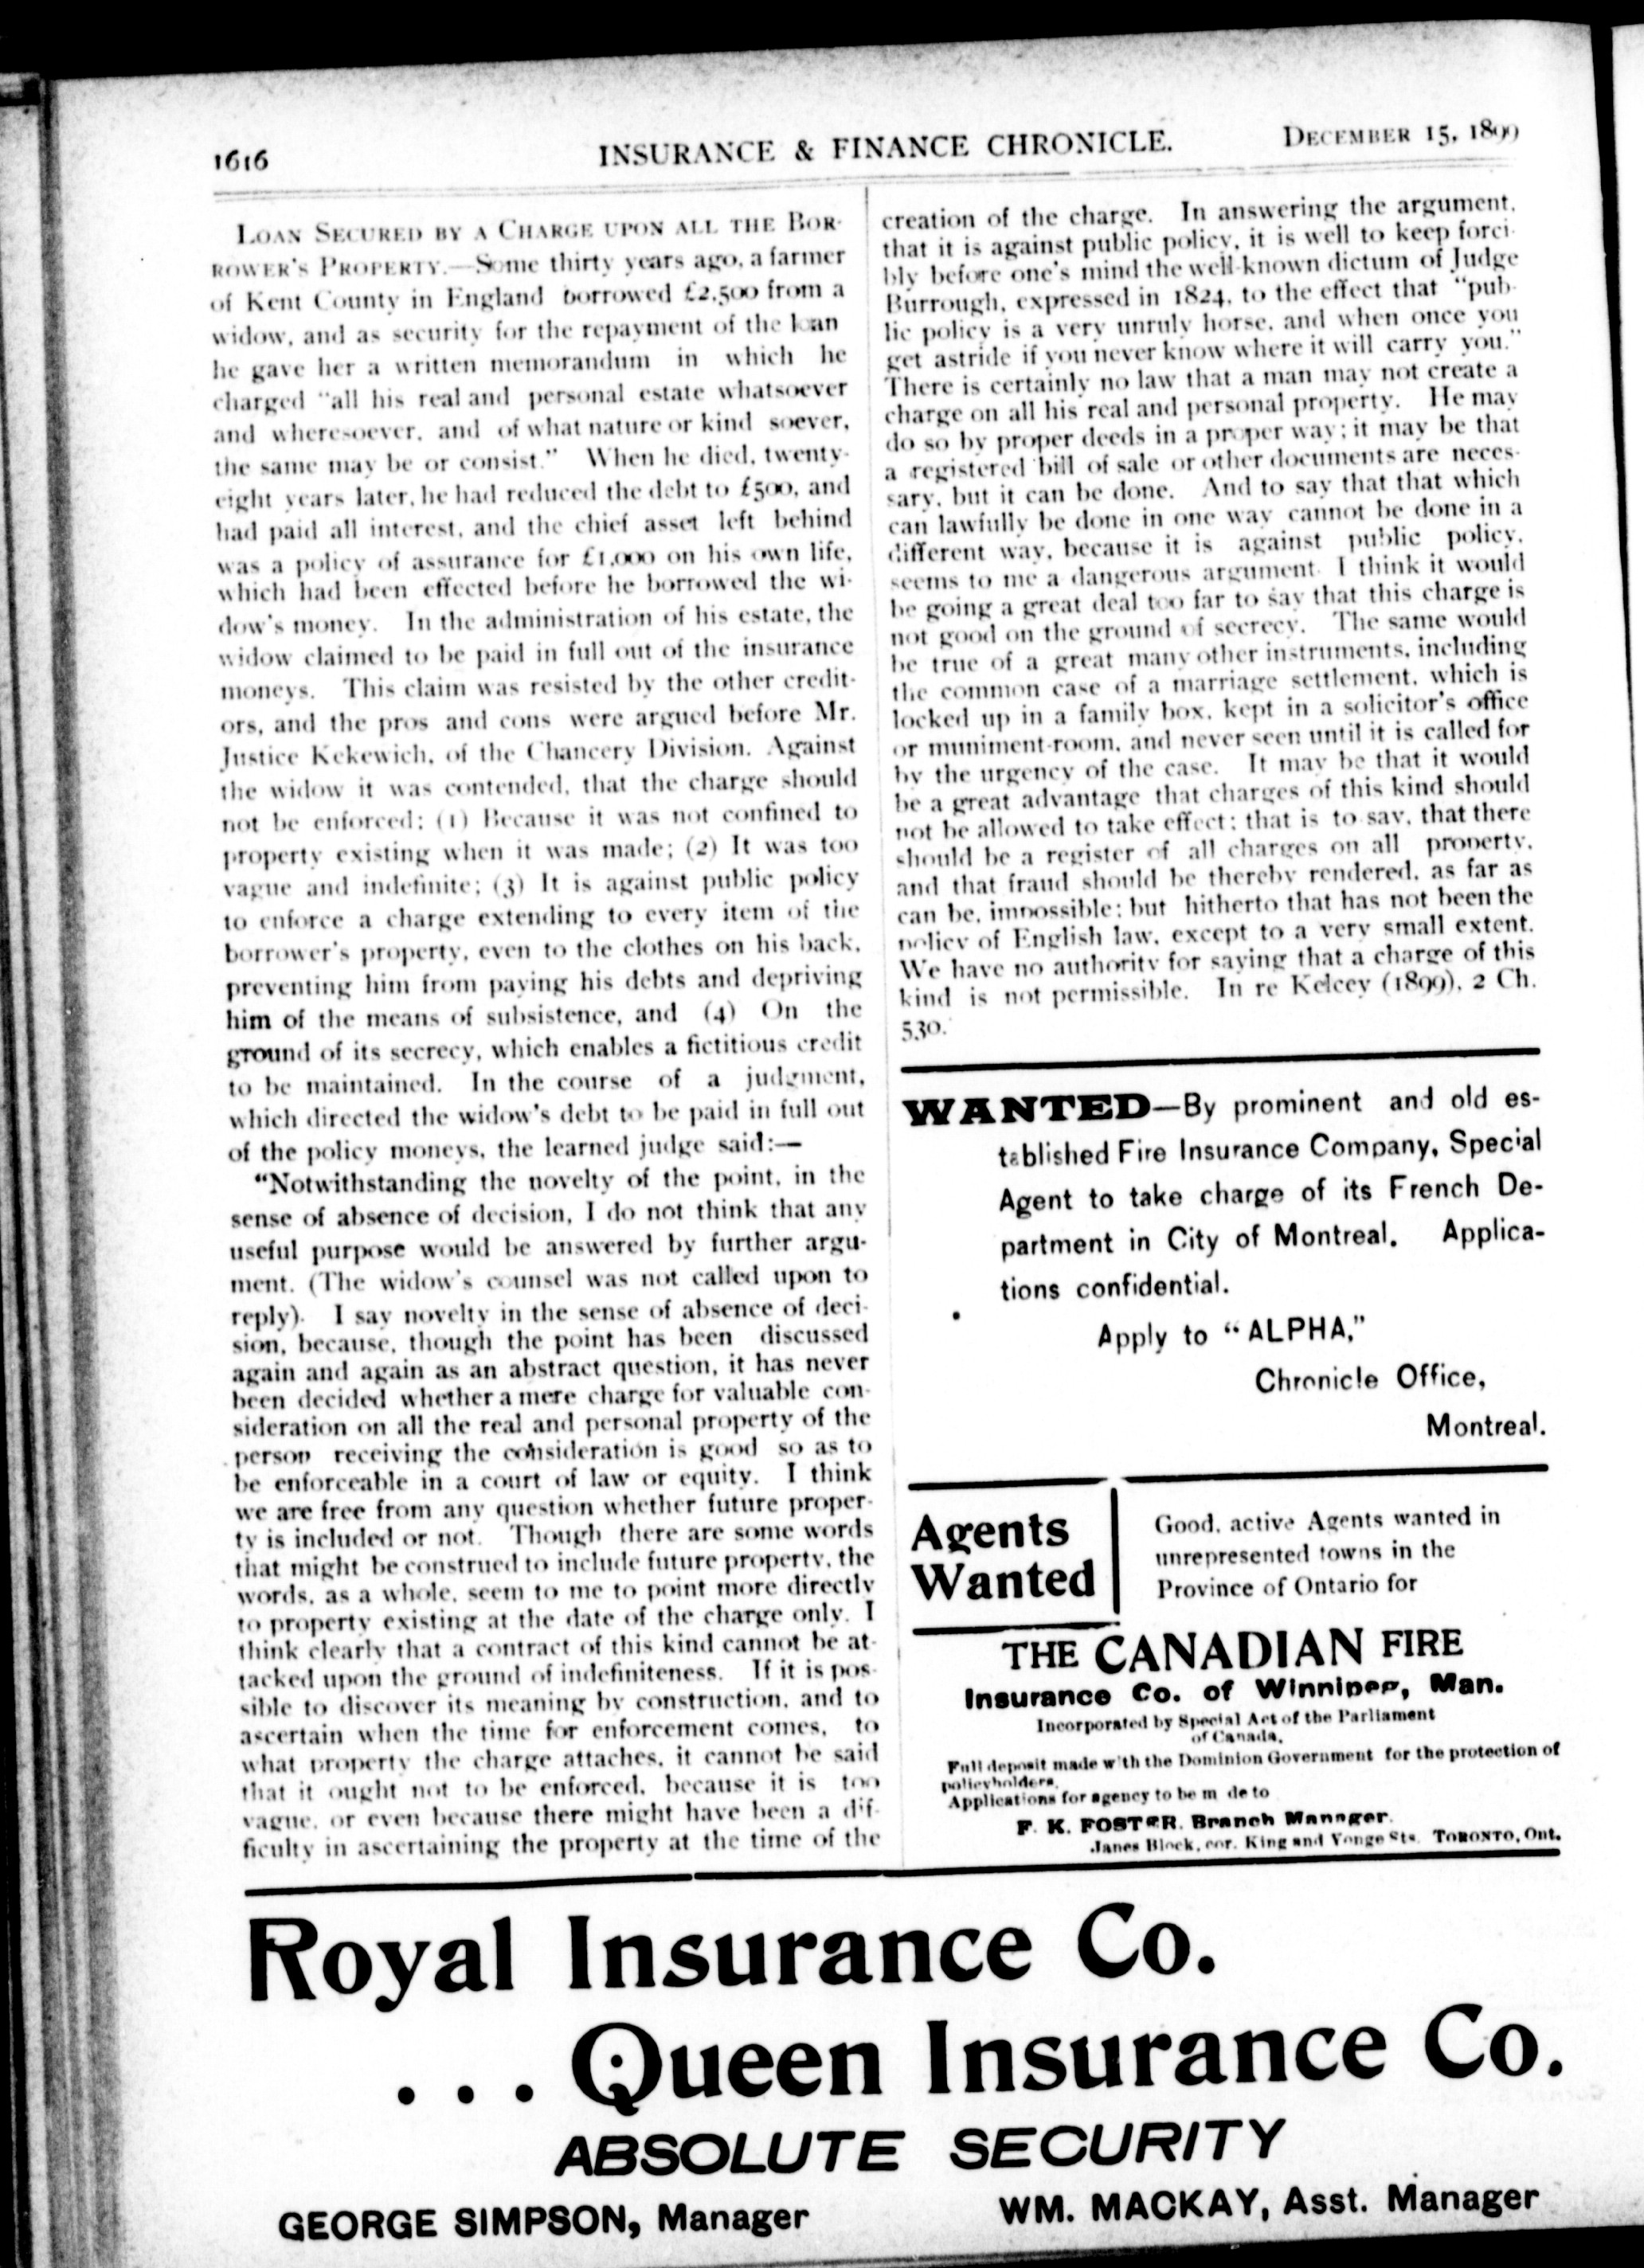 1616 INSURANCE & FINANCE CHRONICLE. DECEMBER 15, 1899
LOAN SECURED BY A CHARGE UPON ALL THE BOR-
ROWER'S PROPERTY.—Some thirty years ago, a farmer
of Kent County in England borrowed £2,500 from a
widow, and as security for the repayment of the loan
he gave her a written memorandum in which he
charged "all his real and personal estate whatsoever
and wheresoever, and of what nature or kind soever,
the same may be or consist." When he died, twenty-
eight years later, he had reduced the debt to £500, and
had paid all interest, and the chief asset left behind
was a policy of assurance for £1,000 on his own life,
which had been effected before he borrowed the wi-
dow's money. In the administration of his estate, the
widow claimed to be paid in full out of the insurance
moneys. This claim was resisted by the other credit-
ors, and the pros and cons were argued before Mr.
Justice Kekewich, of the Chancery Division. Against
the widow it was contended, that the charge should
not be enforced: (1) Because it was not confined to
property existing when it was made; (2) It was too
vague and indefinite; (3) It is against public policy
to enforce a charge extending to every item of the
borrower's property, even to the clothes on his back,
preventing him from paying his debts and depriving
him of the means of subsistence, and (4) On the
ground of its secrecy, which enables a fictitious credit
to be maintained. In the course of a judgment,
which directed the widow's debt to be paid in full out
of the policy moneys, the learned judge said:—
"Notwithstanding the novelty of the point, in the
sense of absence of decision, I do not think that any
useful purpose would be answered by further argu-
ment. (The widow's counsel was not called upon to
reply). I say novelty in the sense of absence of deci-
sion, because, though the point has been discussed
again and again as an abstract question, it has never
been decided whether a mere charge for valuable con-
sideration on all the real and personal property of the
person receiving the consideration is good so as to
be enforceable in a court of law or equity. I think
we are free from any question whether future proper-
ty is included or not. Though there are some words
that might be construed to include future property, the
words, as a whole, seem to me to point more directly
to property existing at the date of the charge only. I
think clearly that a contract of this kind cannot be at-
tacked upon the ground of indefiniteness. If it is pos-
sible to discover its meaning by construction, and to
ascertain when the time for enforcement comes, to
what property the charge attaches, it cannot be said
that it ought not to be enforced, because it is too
vague, or even because there might have been a dif-
ficulty in ascertaining the property at the time of the
creation of the charge. In answering the argument,
that it is against public policy, it is well to keep forci-
bly before one's mind the well-known dictum of Judge
Burrough, expressed in 1824, to the effect that "pub-
lic policy is a very unruly horse, and when once you
get astride if you never know where it will carry you."
There is certainly no law that a man may not create a
charge on all his real and personal property. He may
do so by proper deeds in a proper way; it may be that
a registered bill of sale or other documents are neces-
sary, but it can be done. And to say that that which
can lawfully be done in one way cannot be done in a
different way, because it is against public policy,
seems to me a dangerous argument. I think it would
be going a great deal too far to say that this charge is
not good on the ground of secrecy. The same would
be true of a great many other instruments, including
the common case of a marriage settlement, which is
locked up in a family box, kept in a solicitor's office
or muniment-room, and never seen until it is called for
by the urgency of the case. It may be that it would
be a great advantage that charges of this kind should
not be allowed to take effect; that is to say, that there
should be a register of all charges on all property,
and that fraud should be thereby rendered, as far as
can be, impossible; but hitherto that has not been the
policy of English law, except to a very small extent.
We have no authority for saying that a charge of this
kind is not permissible. In re Kelcey (1899), 2 Ch.
530.
WANTED—By prominent and old es-
tablished Fire Insurance Company, Special
Agent to take charge of its French De-
partment in City of Montreal. Applica-
tions confidential.
Apply to "ALPHA,"
Chronicle Office,
Montreal.
Agents
Wanted
Good, active Agents wanted in
unrepresented towns in the
Province of Ontario for
THE CANADIAN FIRE
Insurance Co. of Winnipeg, Man.
Incorporated by Special Act of the Parliament
of Canada.
Full deposit made with the Dominion Government for the protection of
policyholders.
Applications for agency to be made to
F. K. FOSTER, Branch Manager.
Janes Block, cor. King and Yonge Sts. TORONTO, Ont.
Royal Insurance Co.
... Queen Insurance Co.
ABSOLUTE SECURITY
GEORGE SIMPSON, Manager WM. MACKAY, Asst. Manager